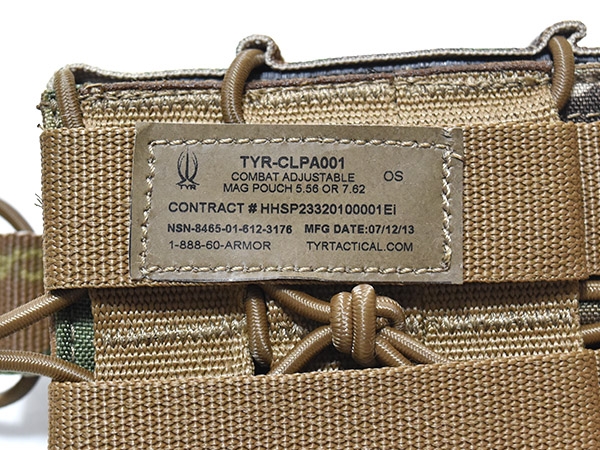 TYR-CLPA001
COMBAT ADJUSTABLE OS
MAG POUCH 5.56 OR 7.62
CONTRACT # HHSP23320100001Ei
NSN-8465-01-612-3176 MFG DATE:07/12/13
1-888-60-ARMOR TYRTACTICAL.COM
TYR